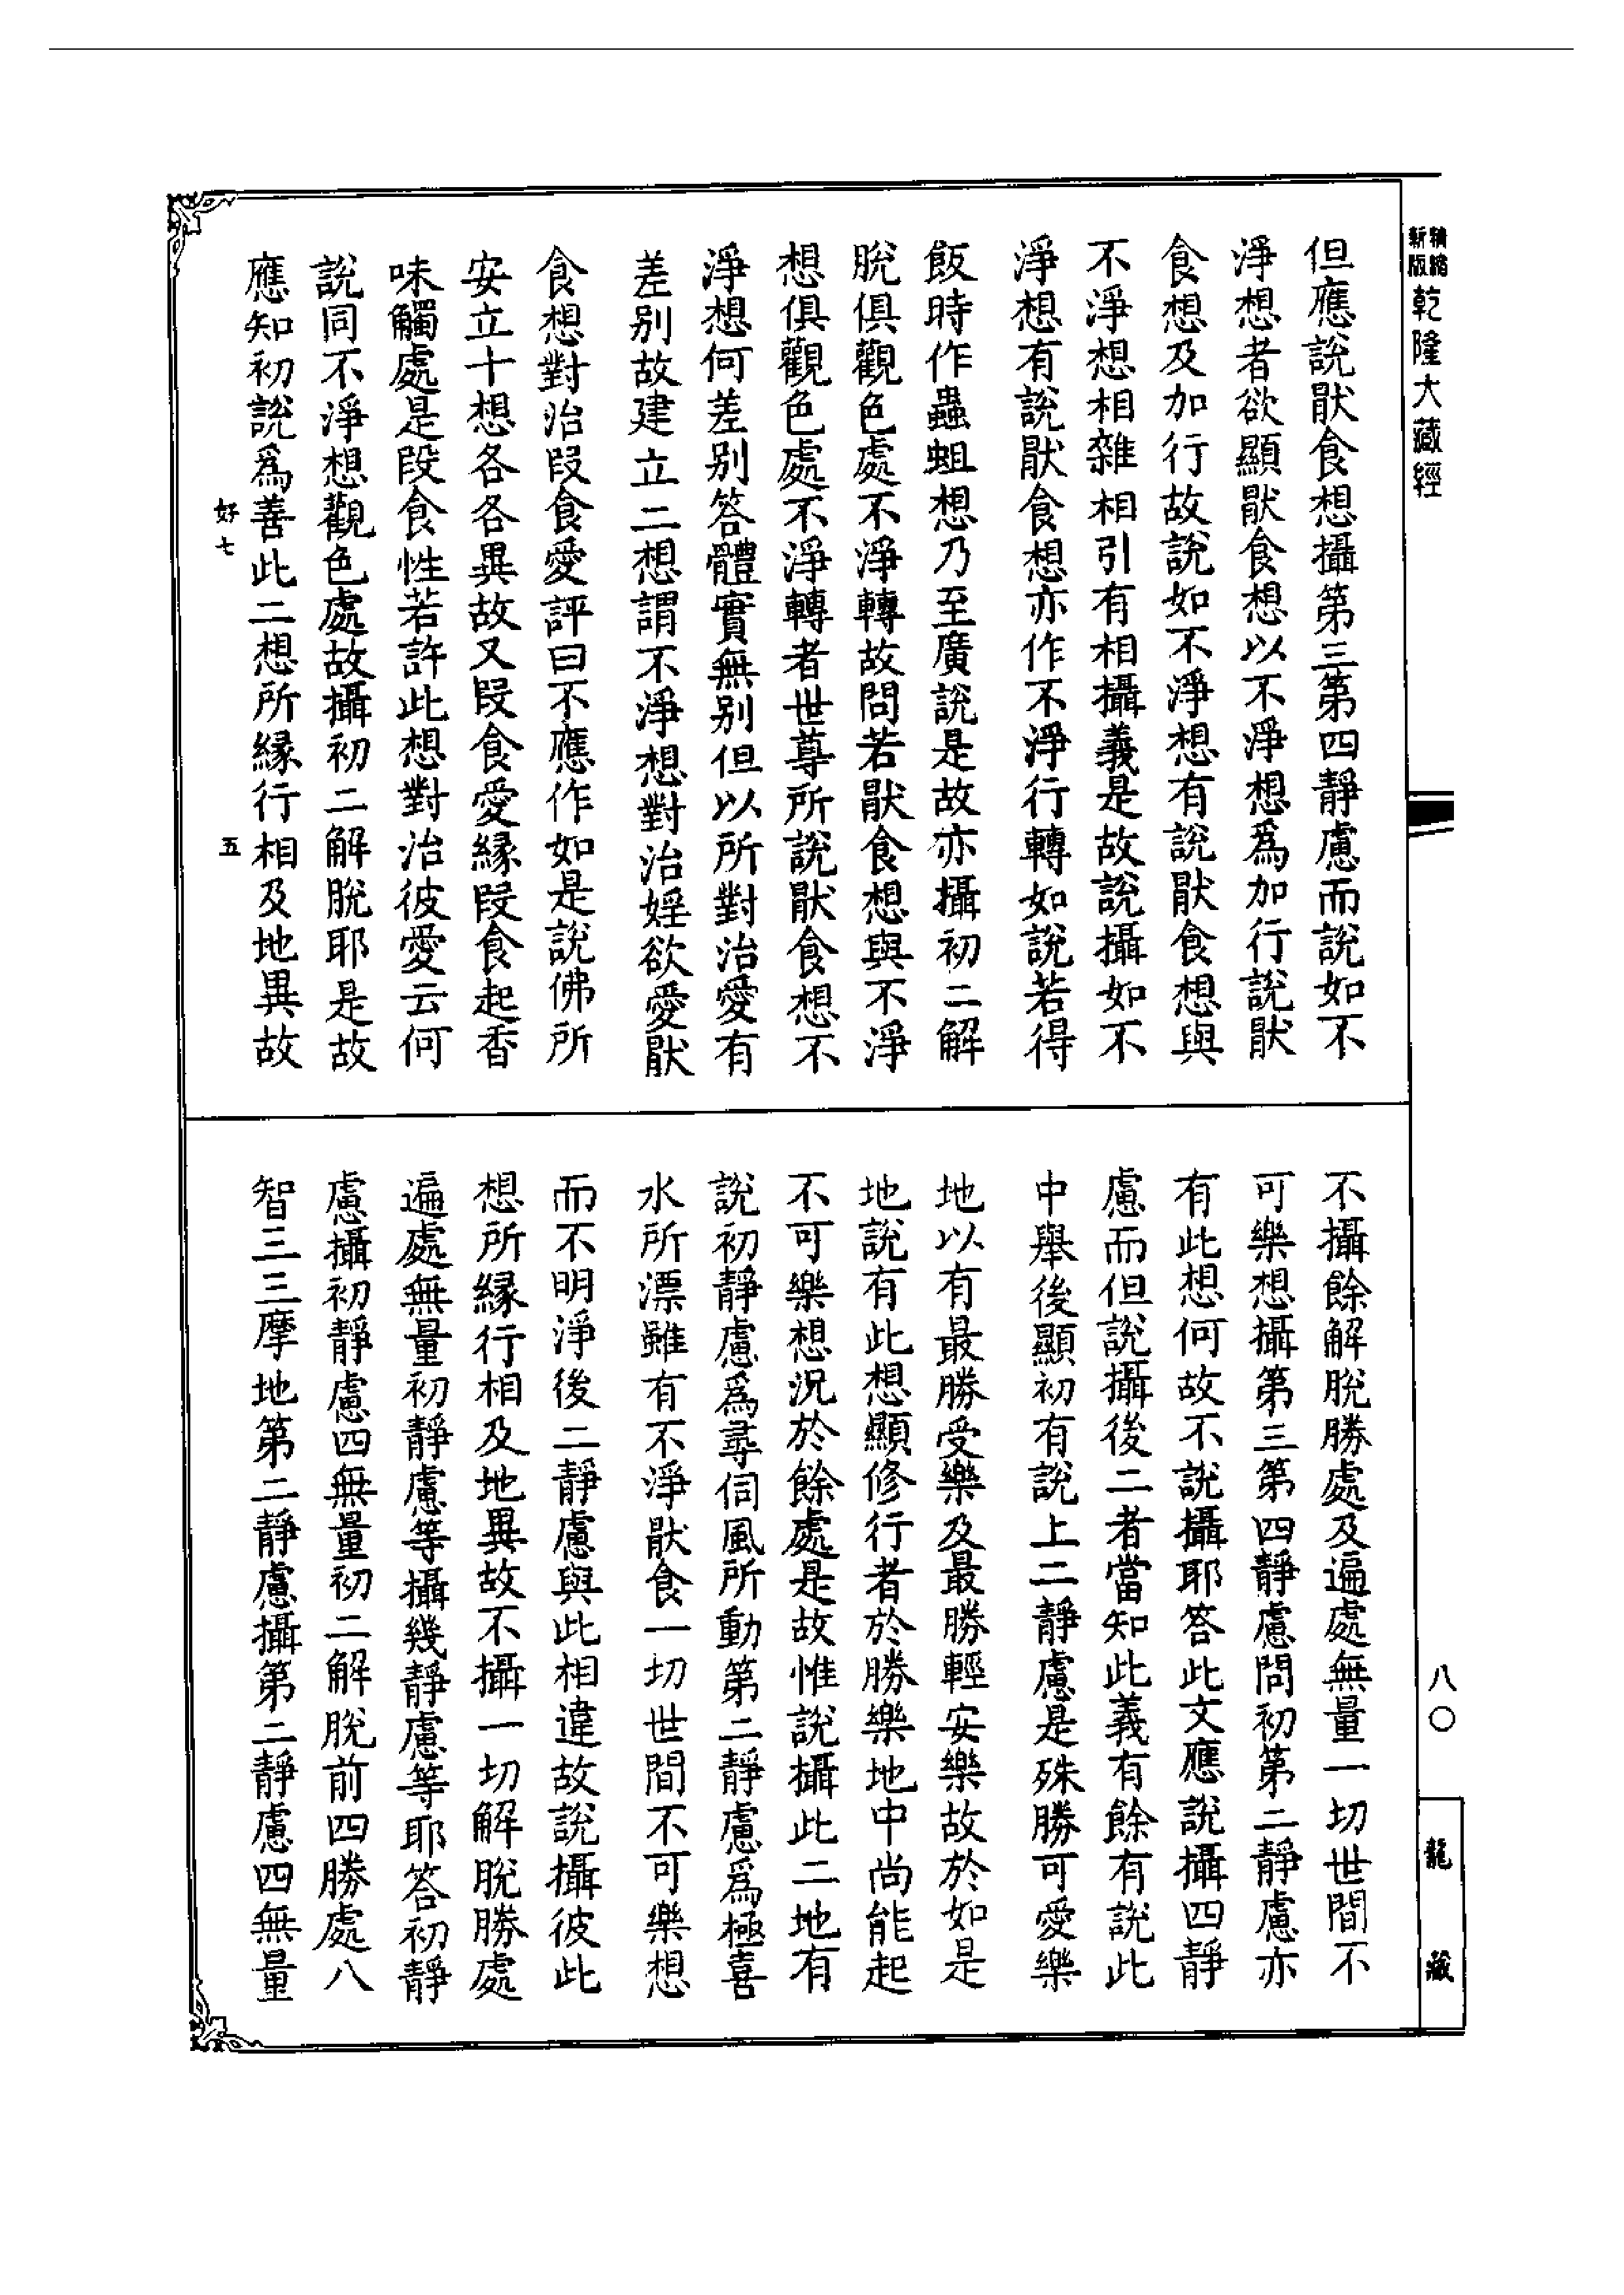 新版
精縮
乾隆大藏經
但應說猒食想攝第三第四靜慮而說如不
淨想者欲顯猒食想以不淨想爲加行說猒
食想及加行故說如不淨想有說猒食想與
不淨想相雜相引有相攝義是故說攝如不
淨想有說猒食想亦作不淨行轉如說若得
飯時作蟲蛆想乃至廣說是故亦攝初二解
脫俱觀色處不淨轉故問若猒食想與不淨
想俱觀色處不淨轉者世尊所說猒食想不
淨想何差别答體實無别但以所對治愛有
差别故建立二想謂不淨想對治婬欲愛猒
食想對治段食愛評曰不應作如是說佛所
安立十想各各異故又段食愛緣段食起香
味觸處是段食性若許此想對治彼愛云何
說同不淨想觀色處故攝初二解脫耶是故
應知初說爲善此二想所緣行相及地異故
好七
五
不攝餘解脫勝處及遍處無量一切世間不
可樂想攝第三第四靜慮問初第二靜慮亦
有此想何故不說攝耶答此文應說攝四靜
慮而但說攝後二者當知此義有餘有說此
中舉後顯初有說上二靜慮是殊勝可愛樂
地以有最勝受樂及最勝輕安樂故於如是
地說有此想顯修行者於勝樂地中尚能起
不可樂想況於餘處是故惟說攝此二地有
說初靜慮爲尋伺風所動第二靜慮爲極喜
水所漂雖有不淨猒食一切世間不可樂想
而不明淨後二靜慮與此相違故說攝彼此
想所緣行相及地異故不攝一切解脫勝處
遍處無量初靜慮等攝幾靜慮等耶答初靜
慮攝初靜慮四無量初二解脫前四勝處八
智三三摩地第二靜慮攝第二靜慮四無量
八〇
龍藏